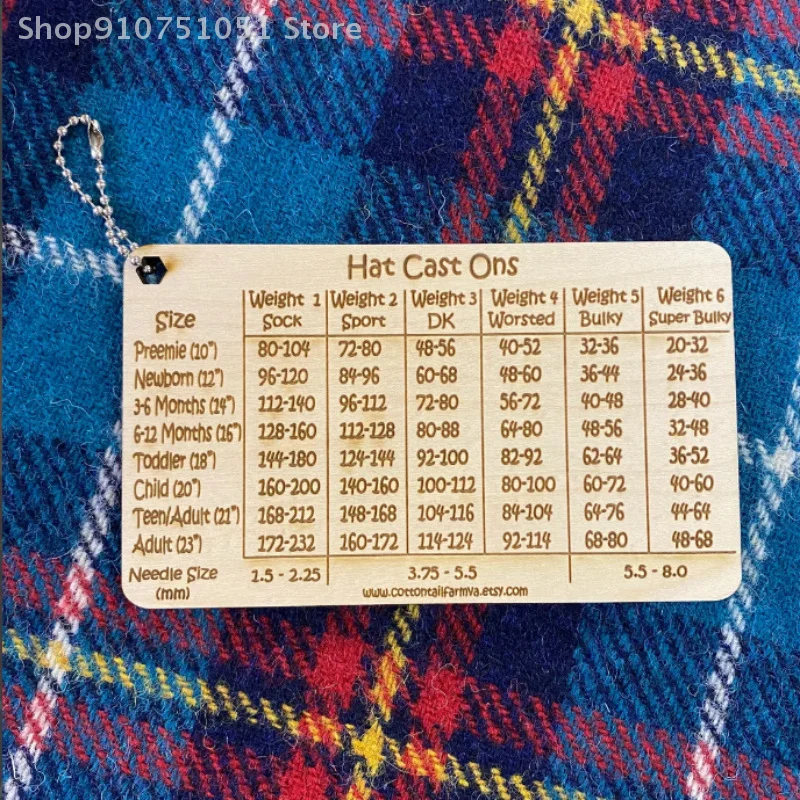 Shop910751051 Store
Hat Cast Ons
Size Weight 1 Sock Weight 2 Sport Weight 3 DK Weight 4 Worsted Weight 5 Bulky Weight 6 Super Bulky
Preemie (10") 80-104 72-80 48-56 40-52 32-36 20-32
Newborn (12") 96-120 84-96 60-68 48-60 36-44 24-36
3-6 Months (14") 112-140 96-112 72-80 56-72 40-48 28-40
6-12 Months (16") 128-160 112-128 80-88 64-80 48-56 32-48
Toddler (18") 144-180 124-144 92-100 82-92 62-64 36-52
Child (20") 160-200 140-160 100-112 80-100 60-72 40-60
Teen/Adult (21") 168-212 148-168 104-116 84-104 64-76 44-64
Adult (23") 172-232 160-172 114-124 92-114 68-80 48-68
Needle Size (mm) 1.5 - 2.25 3.75 - 5.5 5.5 - 8.0
www.cottontailfarmva.etsy.com